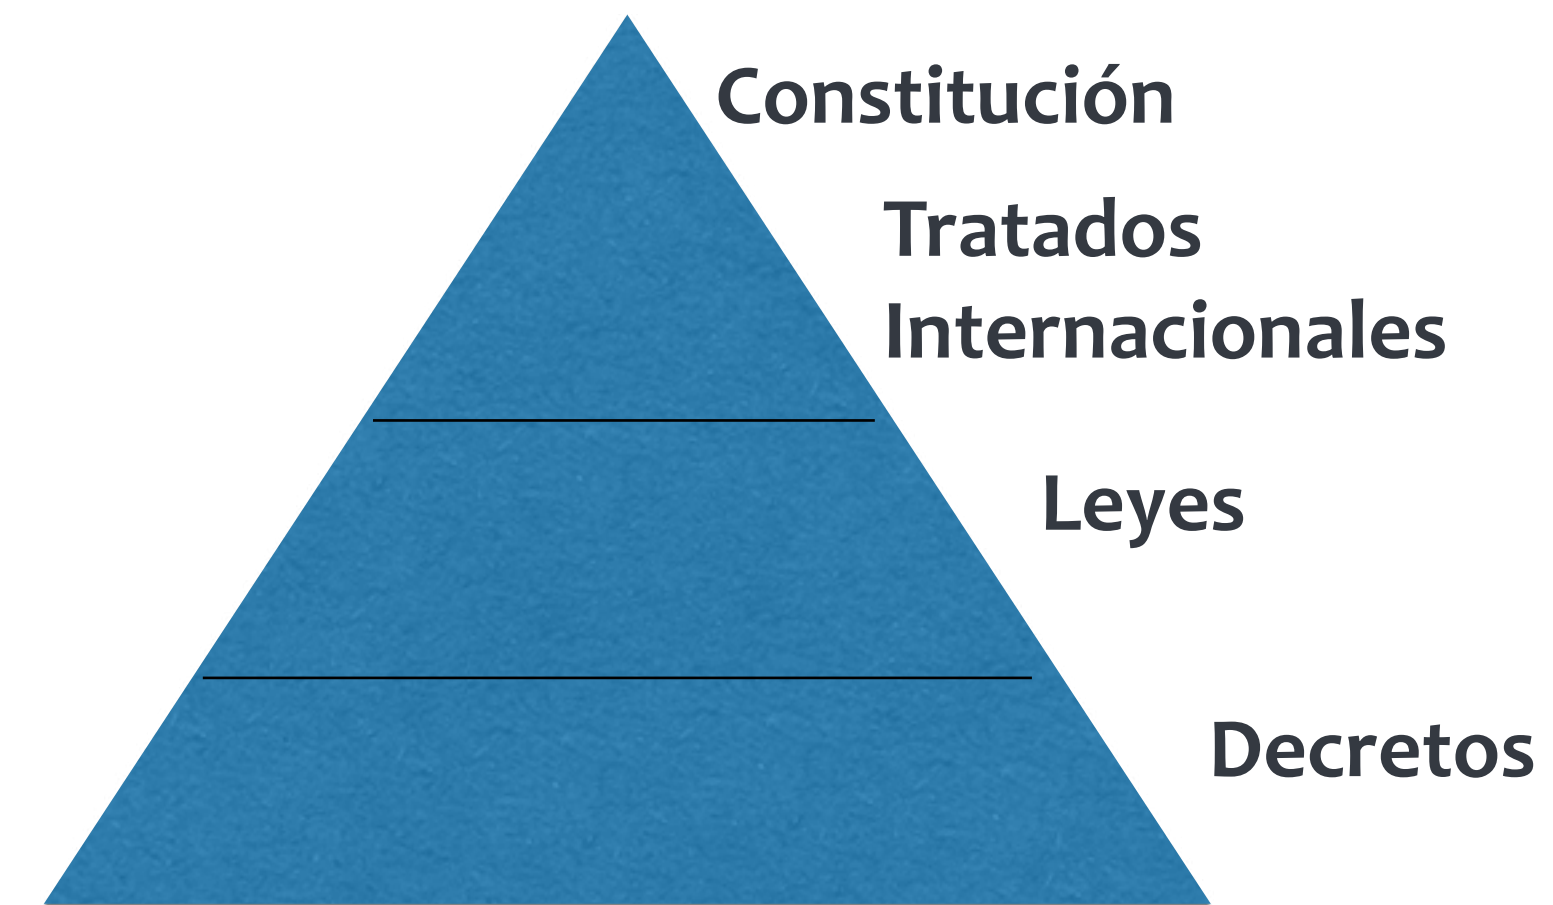 Constitución
Tratados
Internacionales
Leyes
Decretos